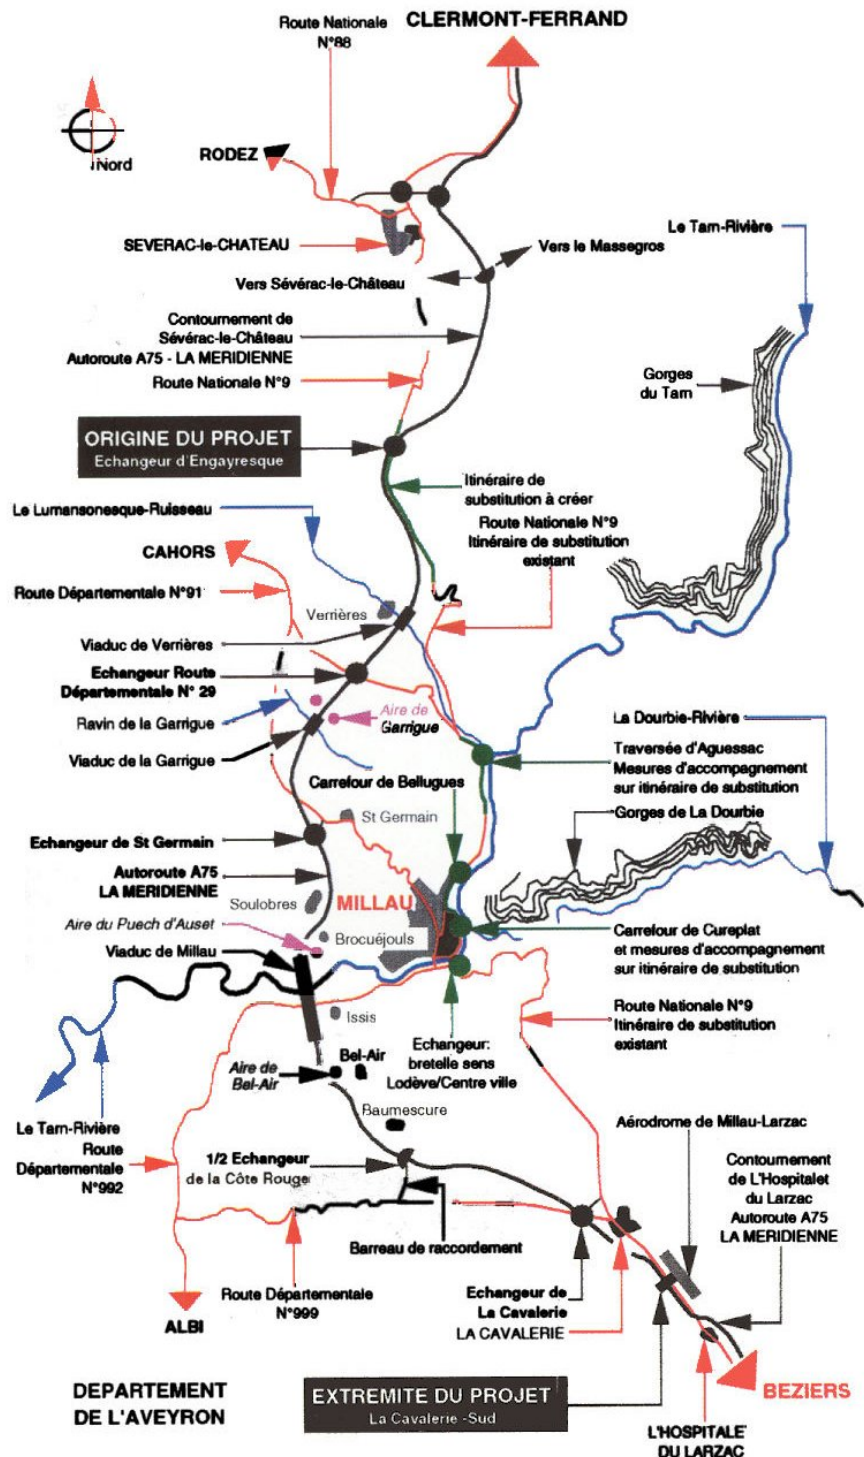 Route Nationale
N°88
CLERMONT-FERRAND
Nord
RODEZ
SEVERAC-le-CHATEAU
Le Tarn-Rivière
Vers le Massegros
Vers Sévérac-le-Château
Contournement de
Sévérac-le-Château
Autoroute A75 - LA MERIDIENNE
Route Nationale N°9
Gorges
du Tarn
ORIGINE DU PROJET
Echangeur d'Engayresque
Itinéraire de
substitution à créer
Le Lumansonesque-Ruisseau
Route Nationale N°9
Itinéraire de substitution
existant
CAHORS
Route Départementale N°91
Verrières
Viaduc de Verrières
Echangeur Route
Départementale N° 29
Aire de
Garrigue
Ravin de la Garrigue
La Dourbie-Rivière
Viaduc de la Garrigue
Traversée d'Aguessac
Mesures d'accompagnement
sur itinéraire de substitution
Carrefour de Bellugues
Gorges de La Dourbie
St Germain
Echangeur de St Germain
Autoroute A75
LA MERIDIENNE
Soulobres
MILLAU
Aire du Puech d'Auset
Brocuéjouls
Carrefour de Cureplat
et mesures d'accompagnement
sur itinéraire de substitution
Viaduc de Millau
Issis
Route Nationale N°9
Itinéraire de substitution
existant
Echangeur:
bretelle sens
Lodève/Centre ville
Bel-Air
Aire de
Bel-Air
Baumescure
Aérodrome de Millau-Larzac
Le Tarn-Rivière
Route
Départementale
N°992
1/2 Echangeur
de la Côte Rouge
Contournement
de L'Hospitalet
du Larzac
Autoroute A75
LA MERIDIENNE
Barreau de raccordement
Route Départementale
N°999
Echangeur de
La Cavalerie
LA CAVALERIE
ALBI
DEPARTEMENT
DE L'AVEYRON
EXTREMITE DU PROJET
La Cavalerie -Sud
BEZIERS
L'HOSPITALE
DU LARZAC